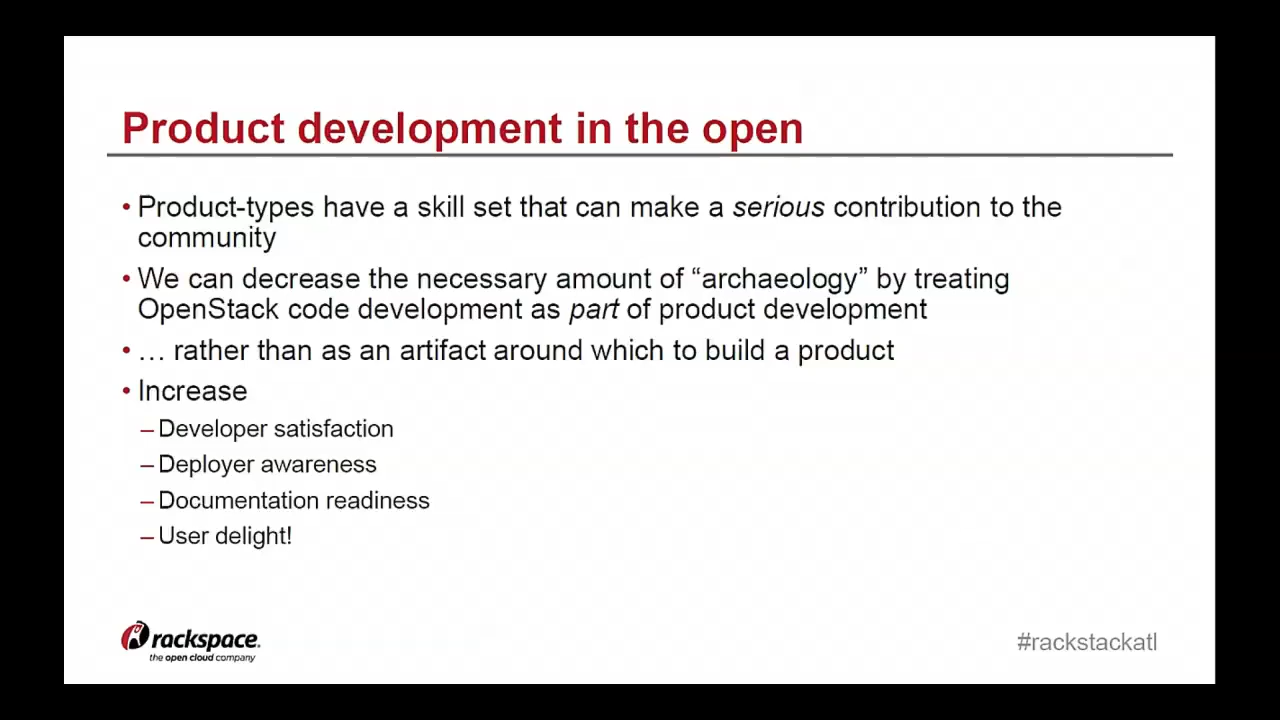 Product development in the open
• Product-types have a skill set that can make a serious contribution to the
community
• We can decrease the necessary amount of “archaeology” by treating
OpenStack code development as part of product development
• … rather than as an artifact around which to build a product
• Increase
– Developer satisfaction
– Deployer awareness
– Documentation readiness
– User delight!
rackspace.
the open cloud company
#rackstackatl